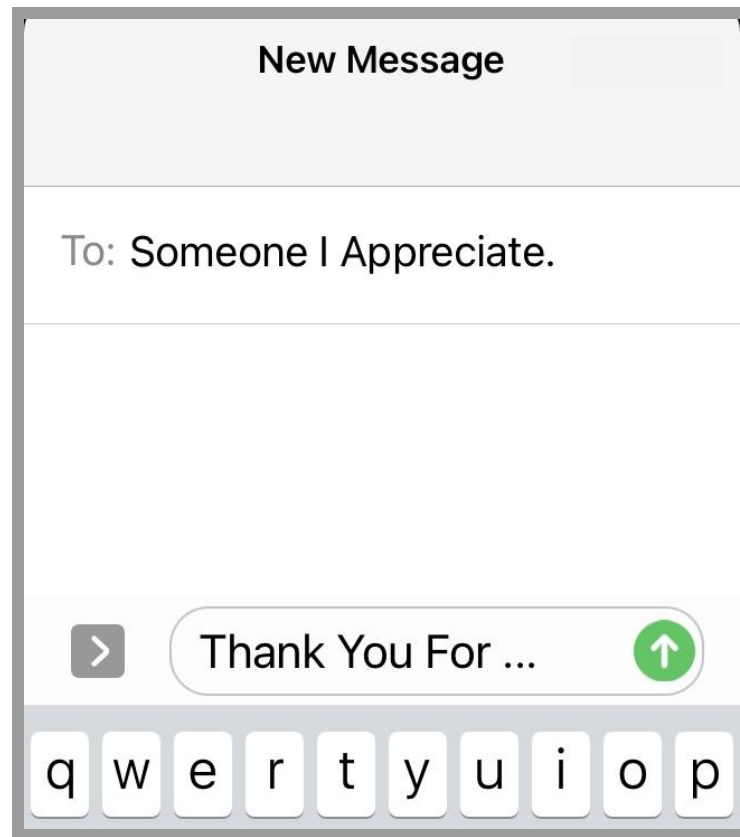 New Message
To: Someone I Appreciate.
Thank You For ...
q w e r t y u i o p